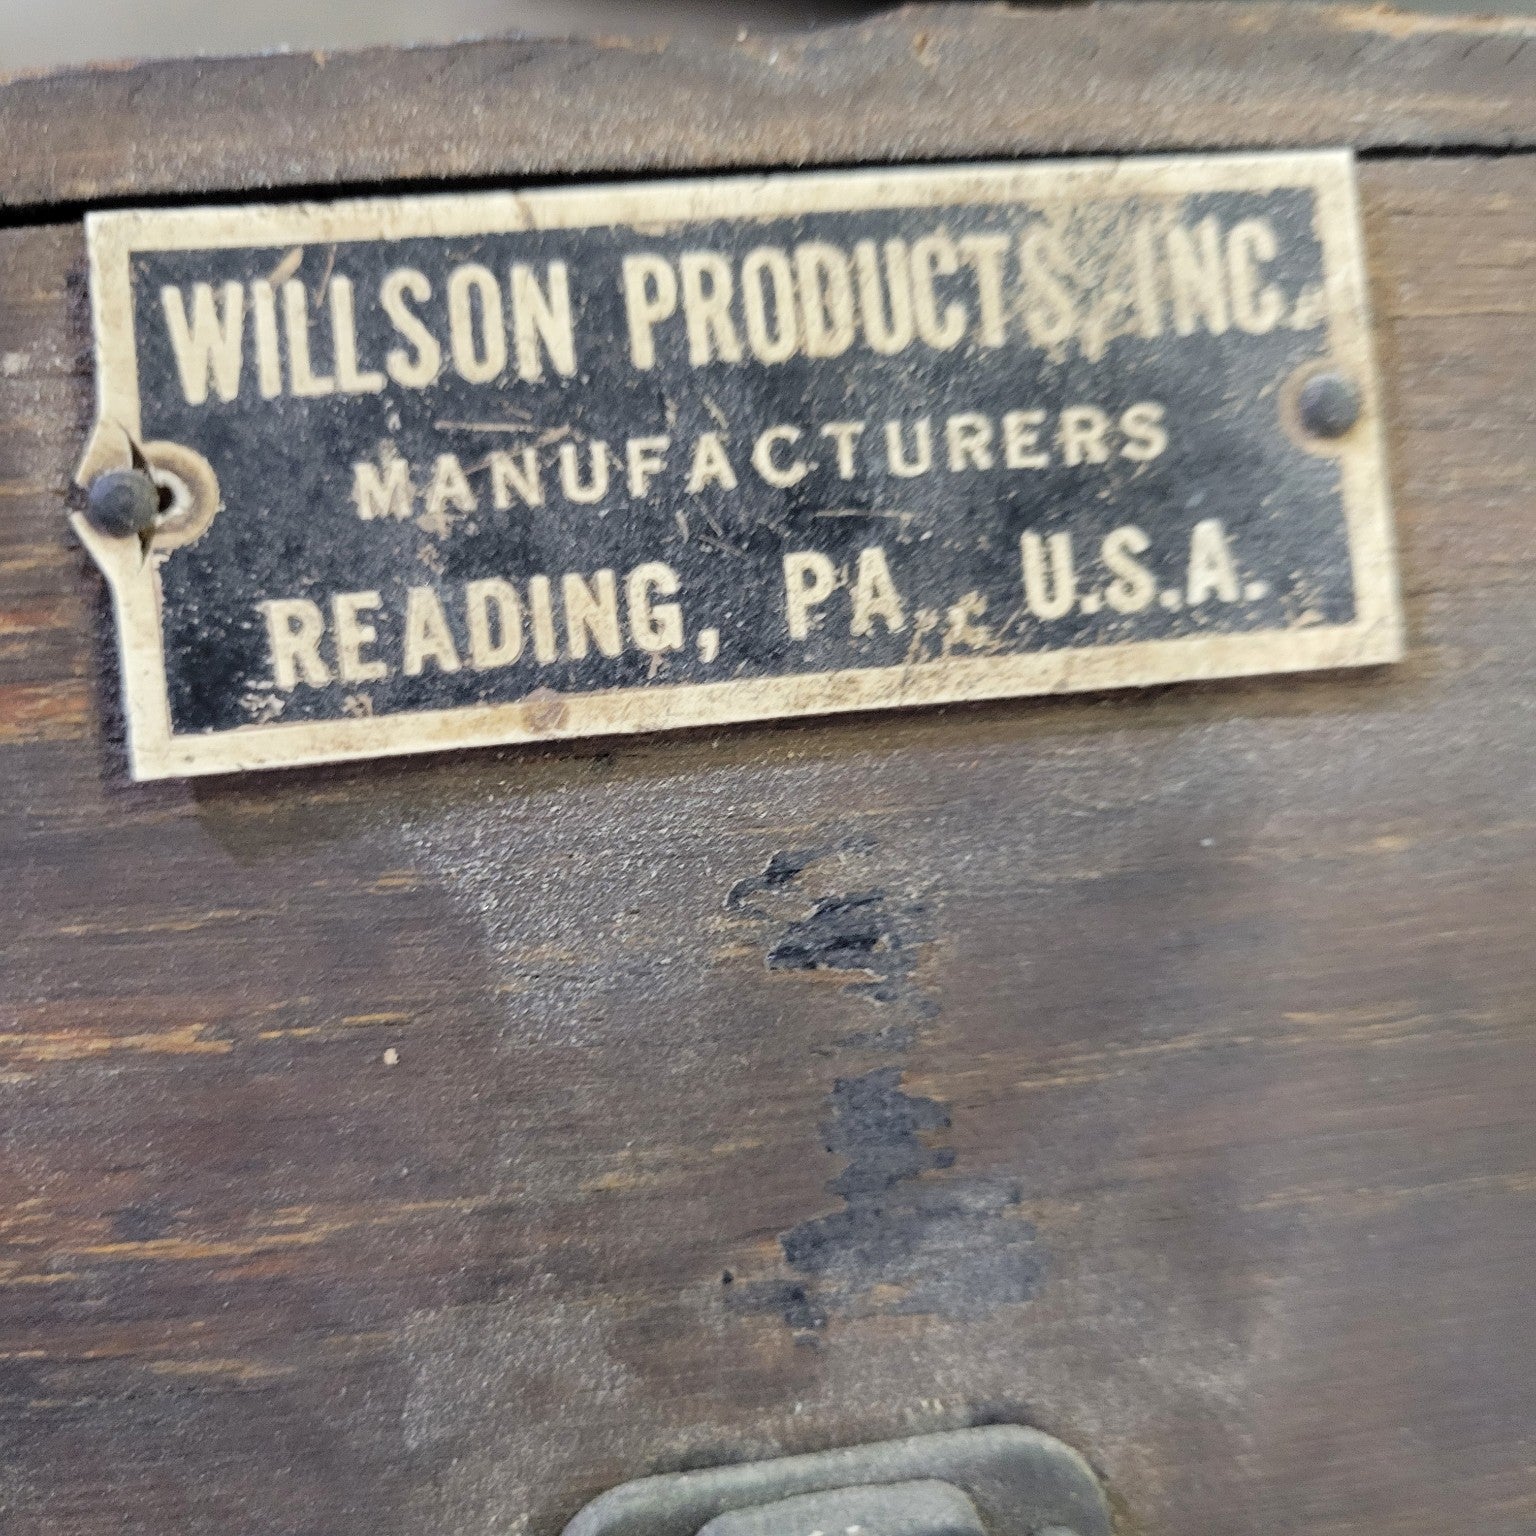 WILLSON PRODUCTS, INC.
MANUFACTURERS
READING, PA., U.S.A.